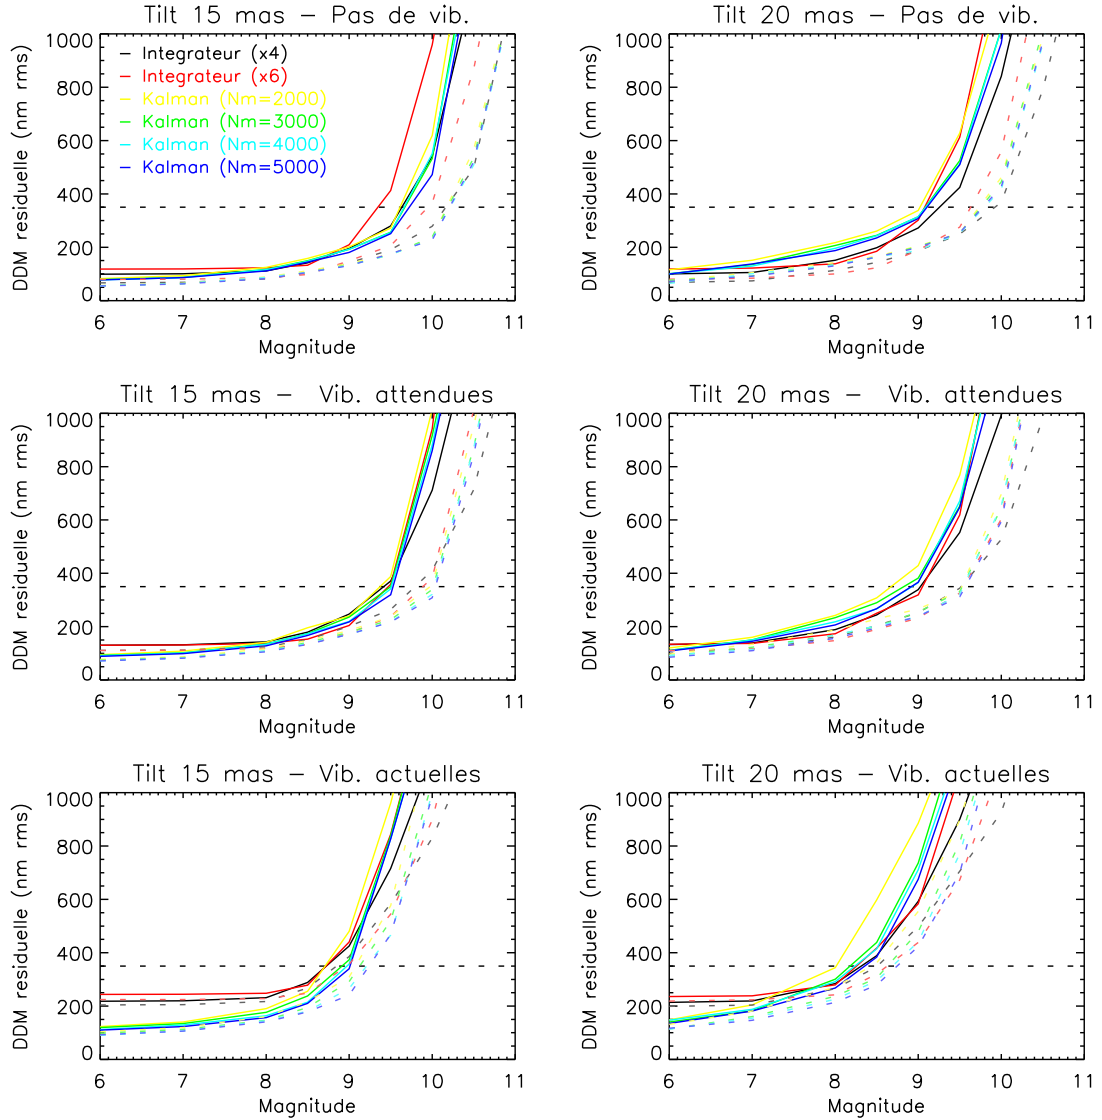 Tilt 15 mas – Pas de vib.
DDM residuelle (nm rms)
1000
800
600
400
200
0
Integrateur (x4)
Integrateur (x6)
Kalman (Nm=2000)
Kalman (Nm=3000)
Kalman (Nm=4000)
Kalman (Nm=5000)
6 7 8 9 10 11
Magnitude
Tilt 20 mas – Pas de vib.
DDM residuelle (nm rms)
1000
800
600
400
200
0
6 7 8 9 10 11
Magnitude
Tilt 15 mas – Vib. attendues
DDM residuelle (nm rms)
1000
800
600
400
200
0
6 7 8 9 10 11
Magnitude
Tilt 20 mas – Vib. attendues
DDM residuelle (nm rms)
1000
800
600
400
200
0
6 7 8 9 10 11
Magnitude
Tilt 15 mas – Vib. actuelles
DDM residuelle (nm rms)
1000
800
600
400
200
0
6 7 8 9 10 11
Magnitude
Tilt 20 mas – Vib. actuelles
DDM residuelle (nm rms)
1000
800
600
400
200
0
6 7 8 9 10 11
Magnitude